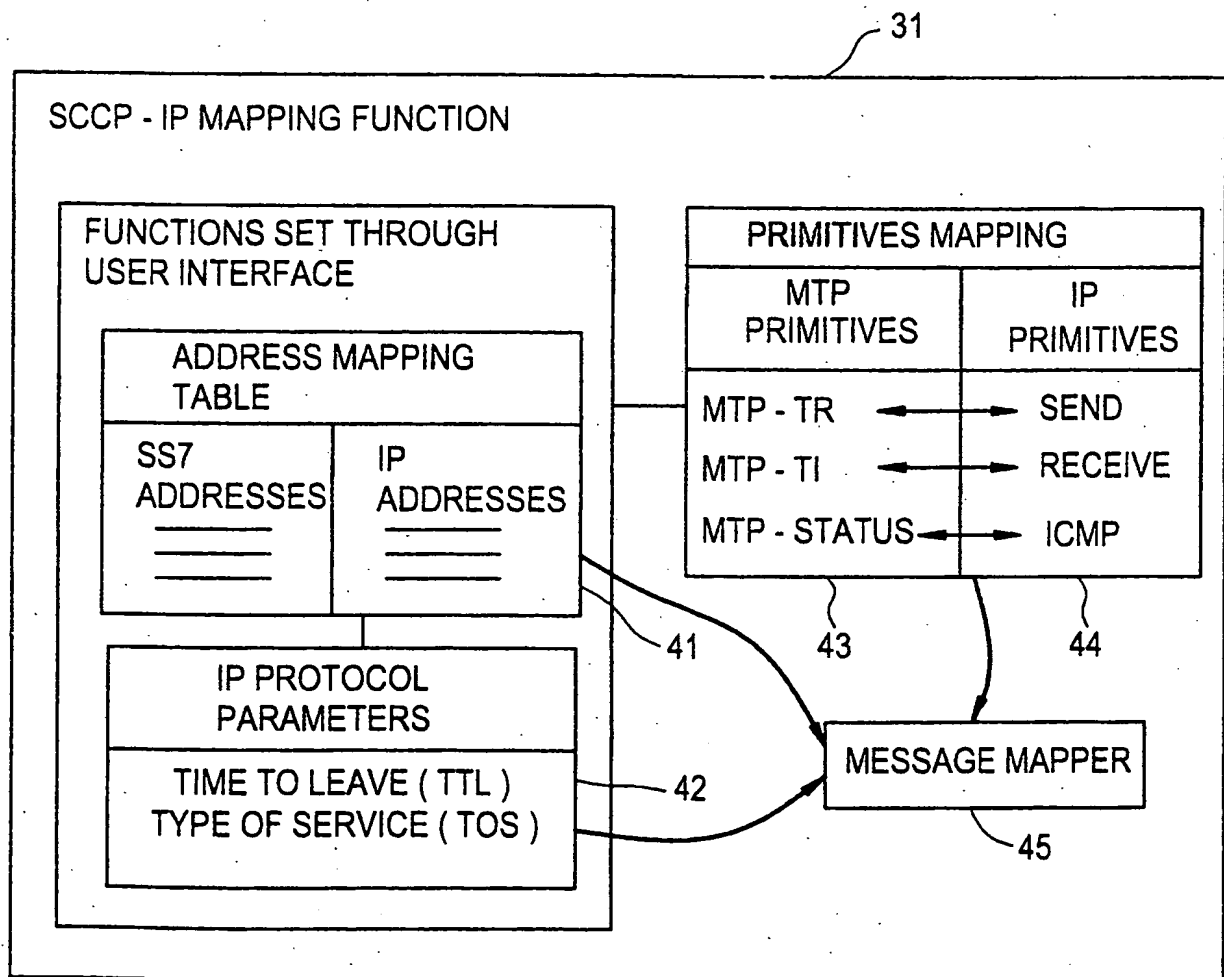 31
SCCP - IP MAPPING FUNCTION
FUNCTIONS SET THROUGH
USER INTERFACE
ADDRESS MAPPING
TABLE
SS7
ADDRESSES
IP
ADDRESSES
41
IP PROTOCOL
PARAMETERS
TIME TO LEAVE ( TTL )
TYPE OF SERVICE ( TOS )
42
PRIMITIVES MAPPING
MTP
PRIMITIVES
IP
PRIMITIVES
MTP - TR SEND
MTP - TI RECEIVE
MTP - STATUS ICMP
43
44
MESSAGE MAPPER
45